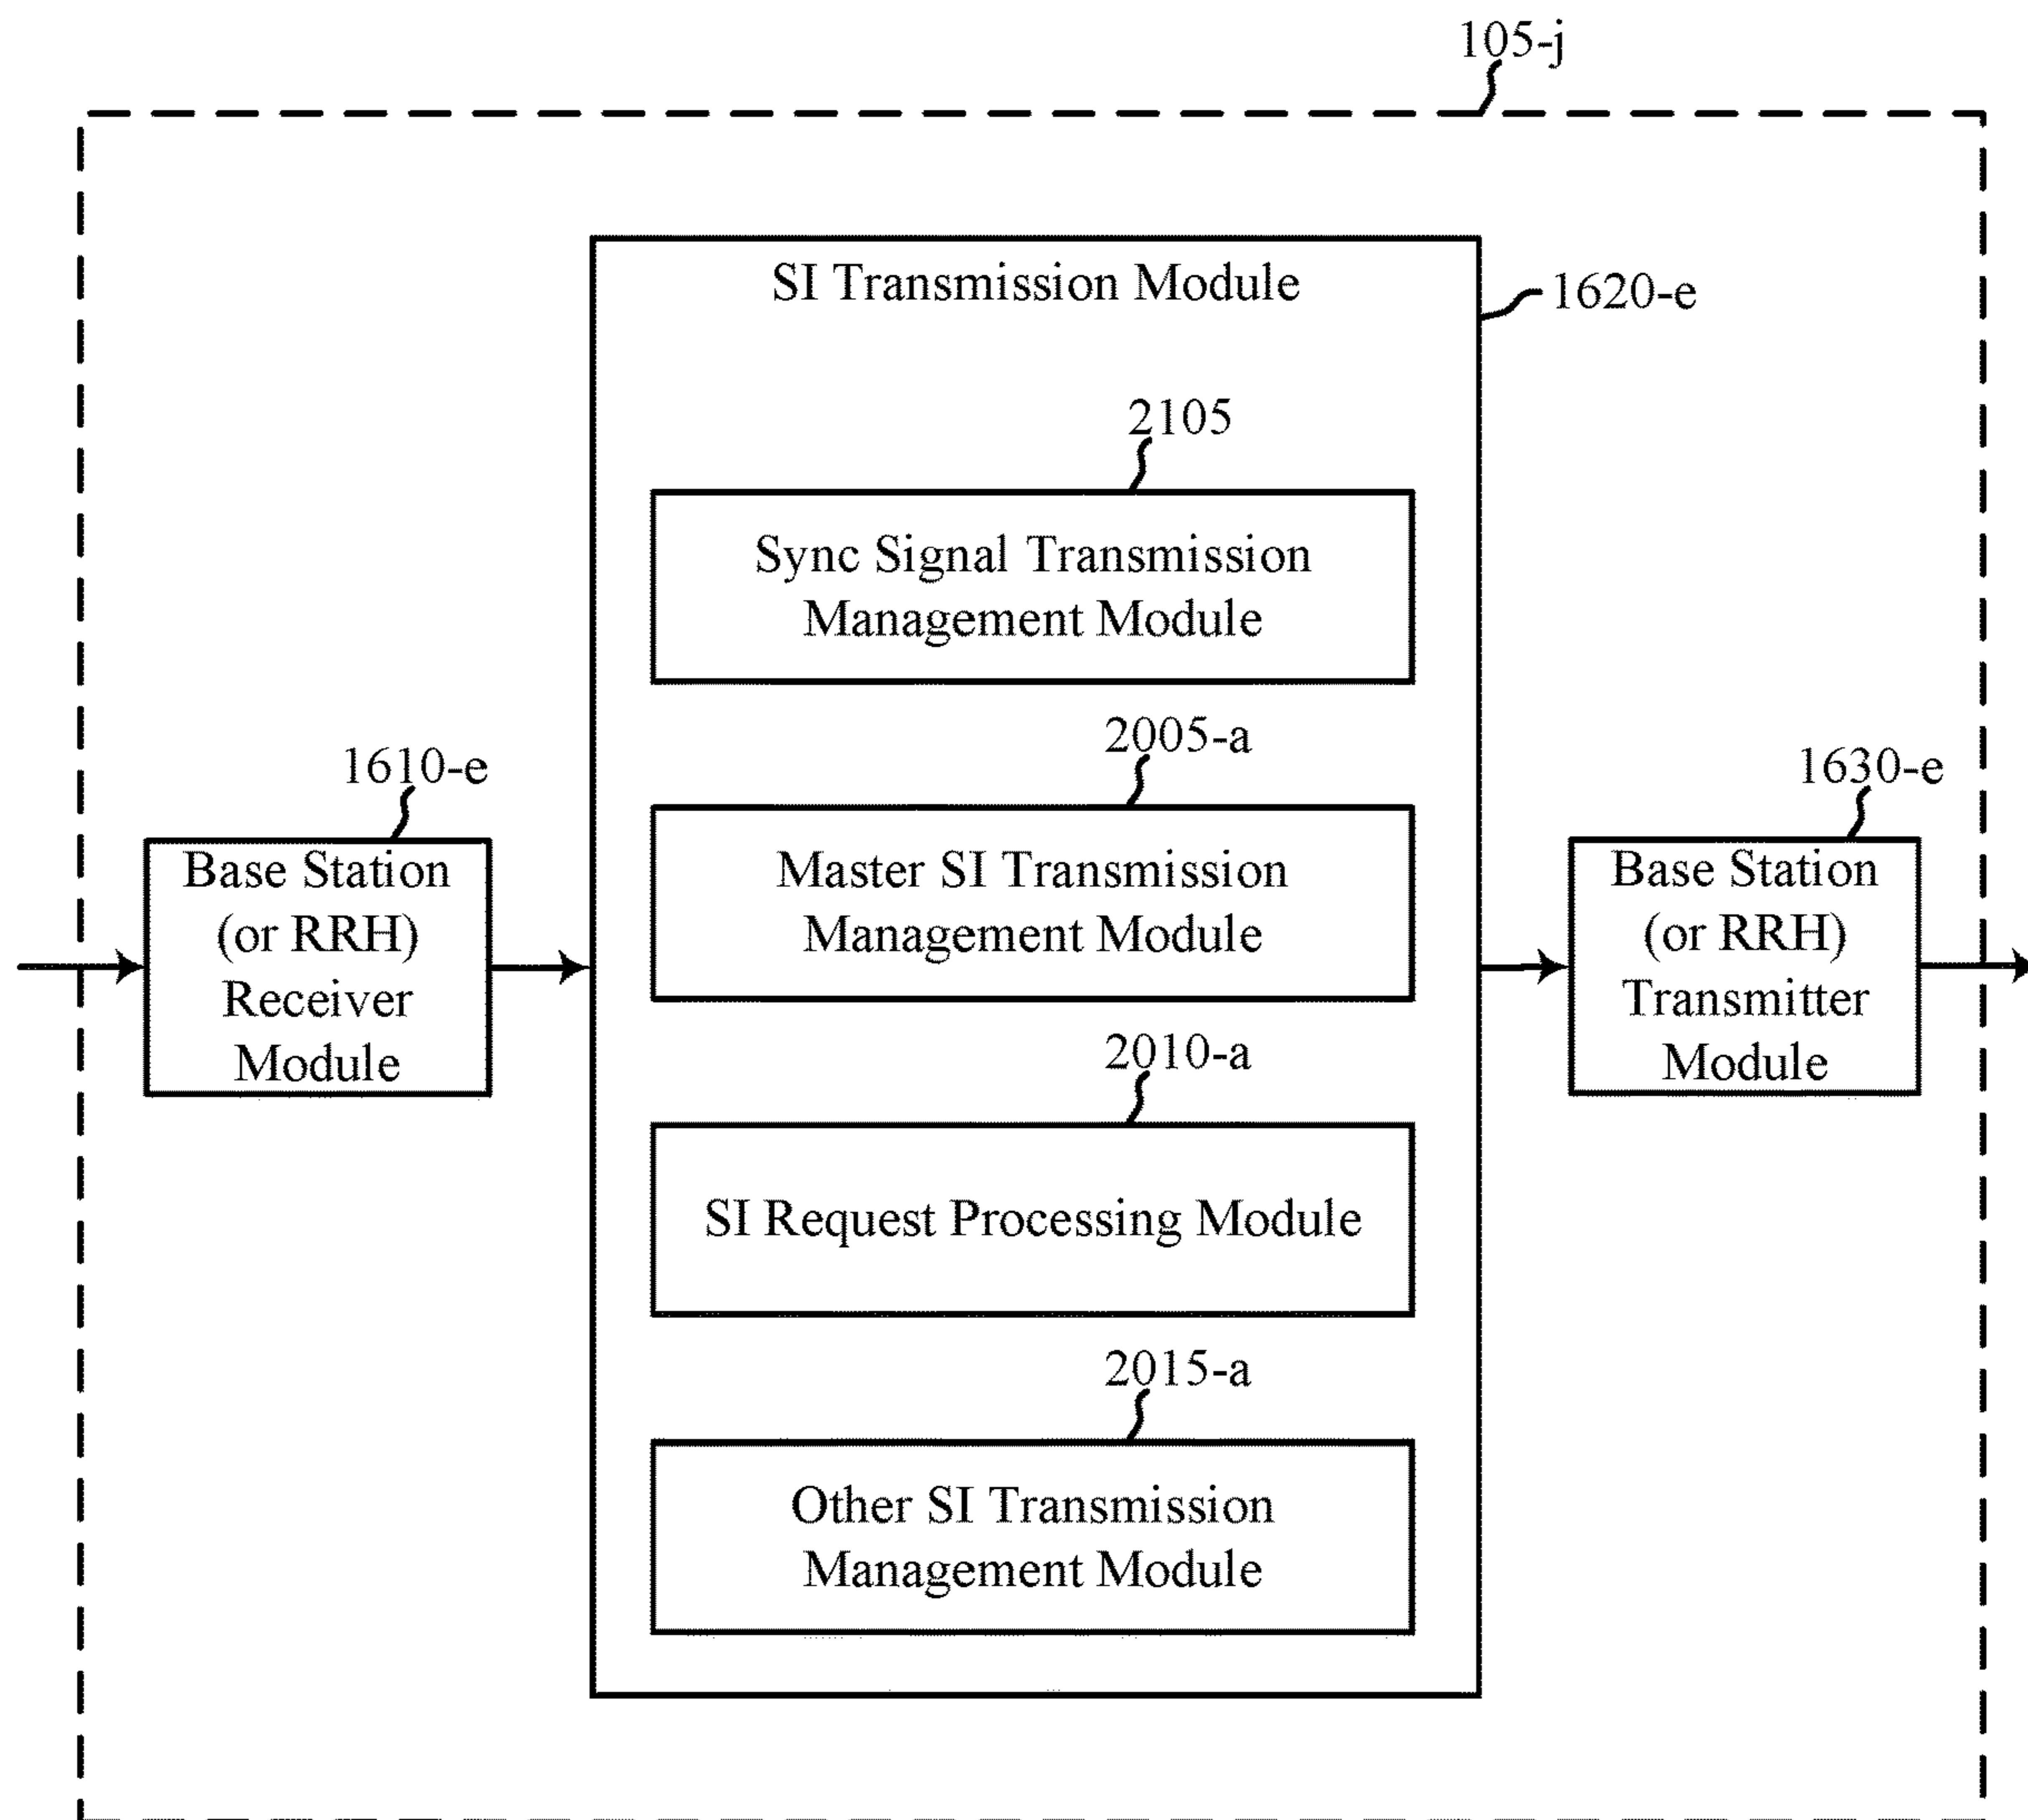 105-j
SI Transmission Module
1620-e
2105
Sync Signal Transmission
Management Module
2005-a
1610-e
1630-e
Base Station
(or RRH)
Receiver
Module
Master SI Transmission
Management Module
Base Station
(or RRH)
Transmitter
Module
2010-a
SI Request Processing Module
2015-a
Other SI Transmission
Management Module